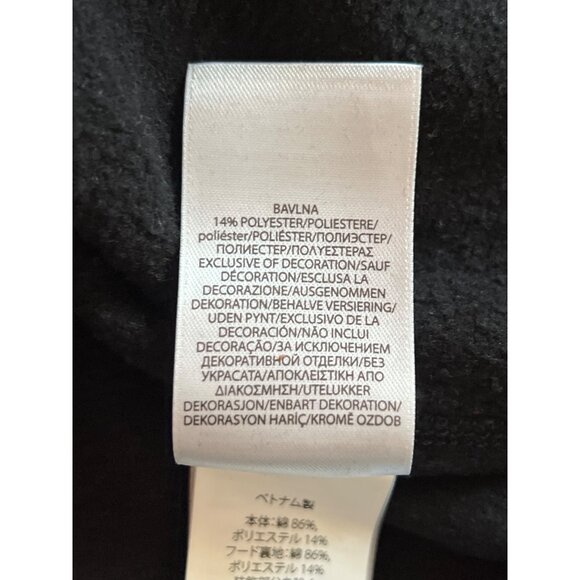 BAVLNA
14% POLYESTER/POLIESTERE/
poliéster/POLIÉSTER/ПОЛИЭСТЕР/
ПОЛИЕСТЕР/ΠΟΛΥΕΣΤΕΡΑΣ
EXCLUSIVE OF DECORATION/SAUF
DÉCORATION/ESCLUSA LA
DECORAZIONE/AUSGENOMMEN
DEKORATION/BEHALVE VERSIERING/
UDEN PYNT/EXCLUSIVO DE LA
DECORACIÓN/NÃO INCLUI
DECORAÇÃO/ЗА ИСКЛЮЧЕНИЕМ
ДЕКОРАТИВНОЙ ОТДЕЛКИ/БЕЗ
УКРАСАТА/ΑΠΟΚΛΕΙΣΤΙΚΗ ΑΠΟ
ΔΙΑΚΟΣΜΗΣΗ/UTELUKKER
DEKORASJON/ENBART DEKORATION/
DEKORASYON HARİÇ/KROMĚ OZDOB
ベトナム製
本体:綿 86%,
ポリエステル 14%
フード裏地:綿 86%,
ポリエステル 14%